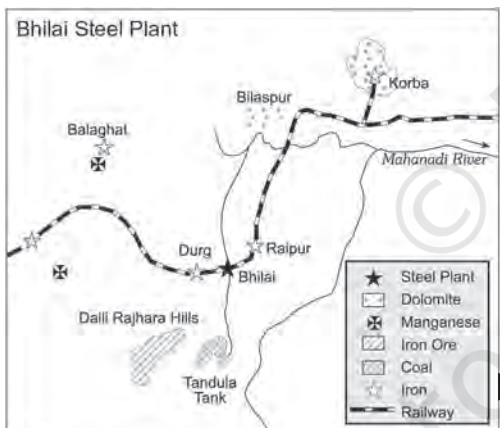 Bhilai Steel Plant
Korba
Bilaspur
Balaghat
Mahanadi River
Durg
Raipur
Bhilai
Dalli Rajhara Hills
Tandula
Tank
Steel Plant
Dolomite
Manganese
Iron Ore
Coal
Iron
Railway